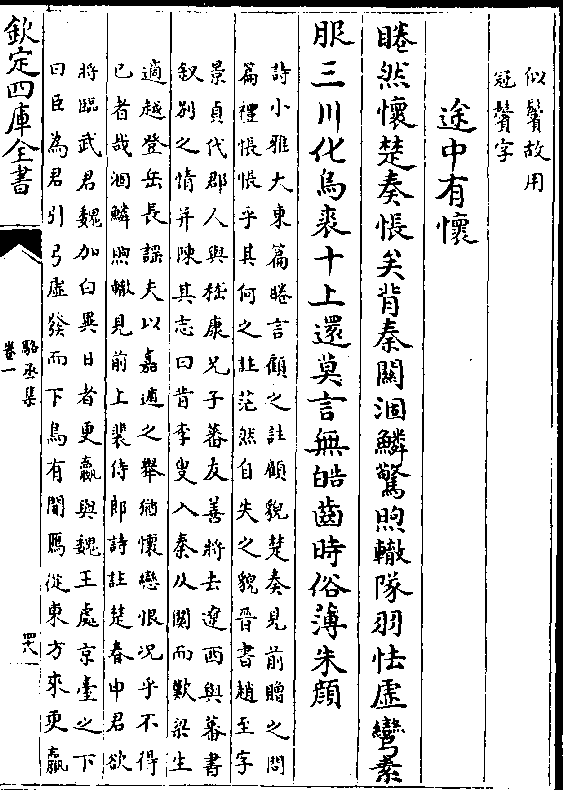 似鬢故用
冠鬢字
途中有懷
睠然懷楚奏悵矣背秦關涸鱗驚煦轍墜羽怯虛彎素
服三川化烏裘十上還莫言無皓齒時俗薄朱顔
詩小雅大東篇睠言顧之註顧貌楚奏見前贈之問
篇禮悵悵乎其何之註茫然自失之貌晉書趙至字
景貞代郡人與嵇康兄子蕃友善將去遼西與蕃書
叙别之情并陳其志曰昔李叟入秦及關而歎梁生
適越登岳長謡夫以嘉遁之舉猶懷戀恨况乎不得
已者哉涸鱗煦轍見前上裴侍郎詩註楚春申君欲
將臨武君魏加曰異日者更羸與魏王處京臺之下
曰臣為君引弓虛發而下鳥有間鴈從東方來更羸
欽定四庫全書
駱丞集
卷一